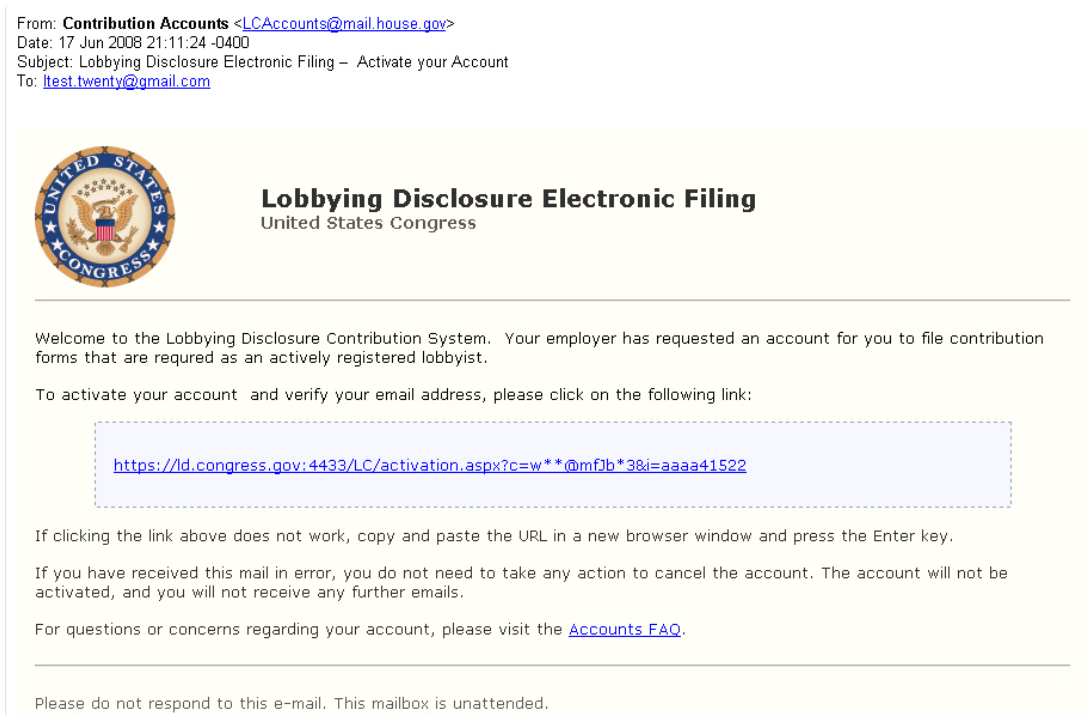 From: Contribution Accounts <LCAccounts@mail.house.gov>
Date: 17 Jun 2008 21:11:24 -0400
Subject: Lobbying Disclosure Electronic Filing – Activate your Account
To: ltest.twenty@gmail.com
UNITED STATES
CONGRESS
Lobbying Disclosure Electronic Filing
United States Congress
Welcome to the Lobbying Disclosure Contribution System. Your employer has requested an account for you to file contribution
forms that are requred as an actively registered lobbyist.
To activate your account and verify your email address, please click on the following link:
https://ld.congress.gov:4433/LC/activation.aspx?c=w**@mfJb*3&i=aaaa41522
If clicking the link above does not work, copy and paste the URL in a new browser window and press the Enter key.
If you have received this mail in error, you do not need to take any action to cancel the account. The account will not be
activated, and you will not receive any further emails.
For questions or concerns regarding your account, please visit the Accounts FAQ.
Please do not respond to this e-mail. This mailbox is unattended.